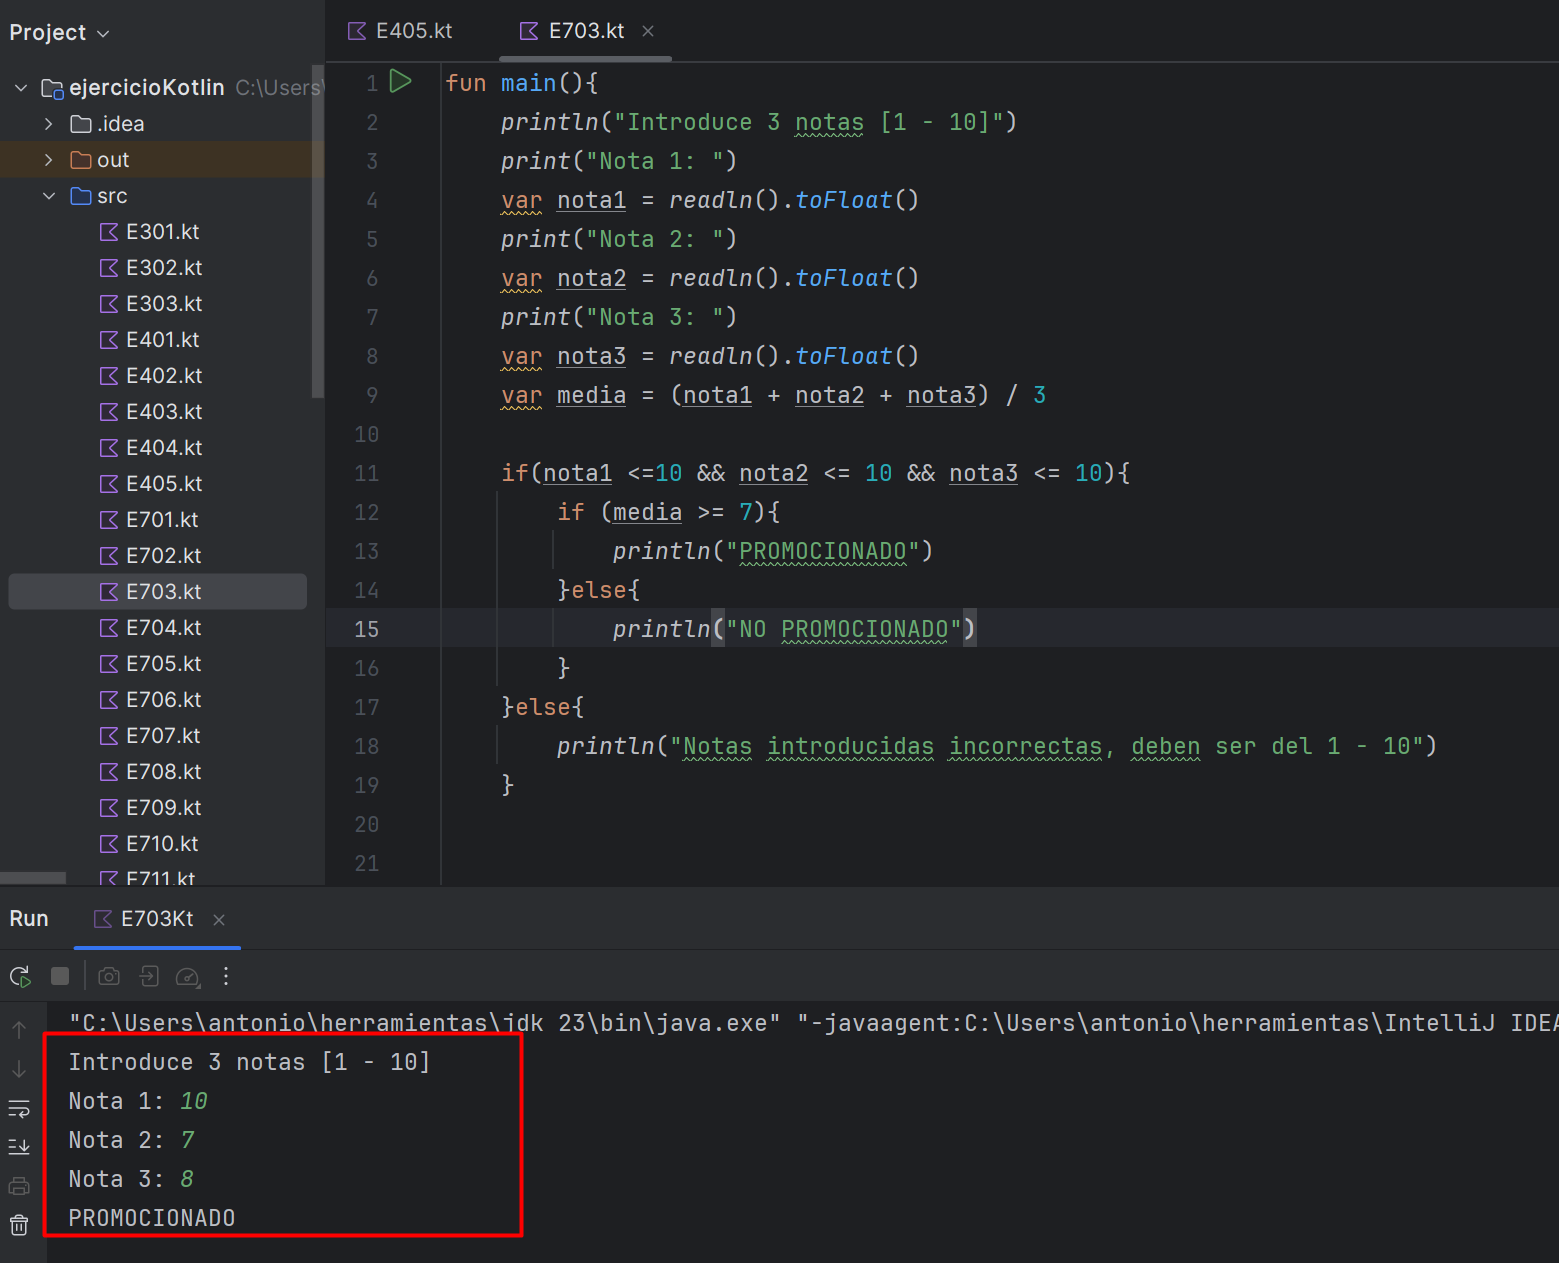 Project
E405.kt
E703.kt
ejercicioKotlin C:\Users\
.idea
out
src
E301.kt
E302.kt
E303.kt
E401.kt
E402.kt
E403.kt
E404.kt
E405.kt
E701.kt
E702.kt
E703.kt
E704.kt
E705.kt
E706.kt
E707.kt
E708.kt
E709.kt
E710.kt
E711.kt
1 fun main(){
2 println("Introduce 3 notas [1 - 10]")
3 print("Nota 1: ")
4 var nota1 = readln().toFloat()
5 print("Nota 2: ")
6 var nota2 = readln().toFloat()
7 print("Nota 3: ")
8 var nota3 = readln().toFloat()
9 var media = (nota1 + nota2 + nota3) / 3
10
11 if(nota1 <=10 && nota2 <= 10 && nota3 <= 10){
12 if (media >= 7){
13 println("PROMOCIONADO")
14 }else{
15 println("NO PROMOCIONADO")
16 }
17 }else{
18 println("Notas introducidas incorrectas, deben ser del 1 - 10")
19 }
20
21
Run
E703Kt
"C:\Users\antonio\herramientas\jdk 23\bin\java.exe" "-javaagent:C:\Users\antonio\herramientas\IntelliJ IDEA
Introduce 3 notas [1 - 10]
Nota 1: 10
Nota 2: 7
Nota 3: 8
PROMOCIONADO